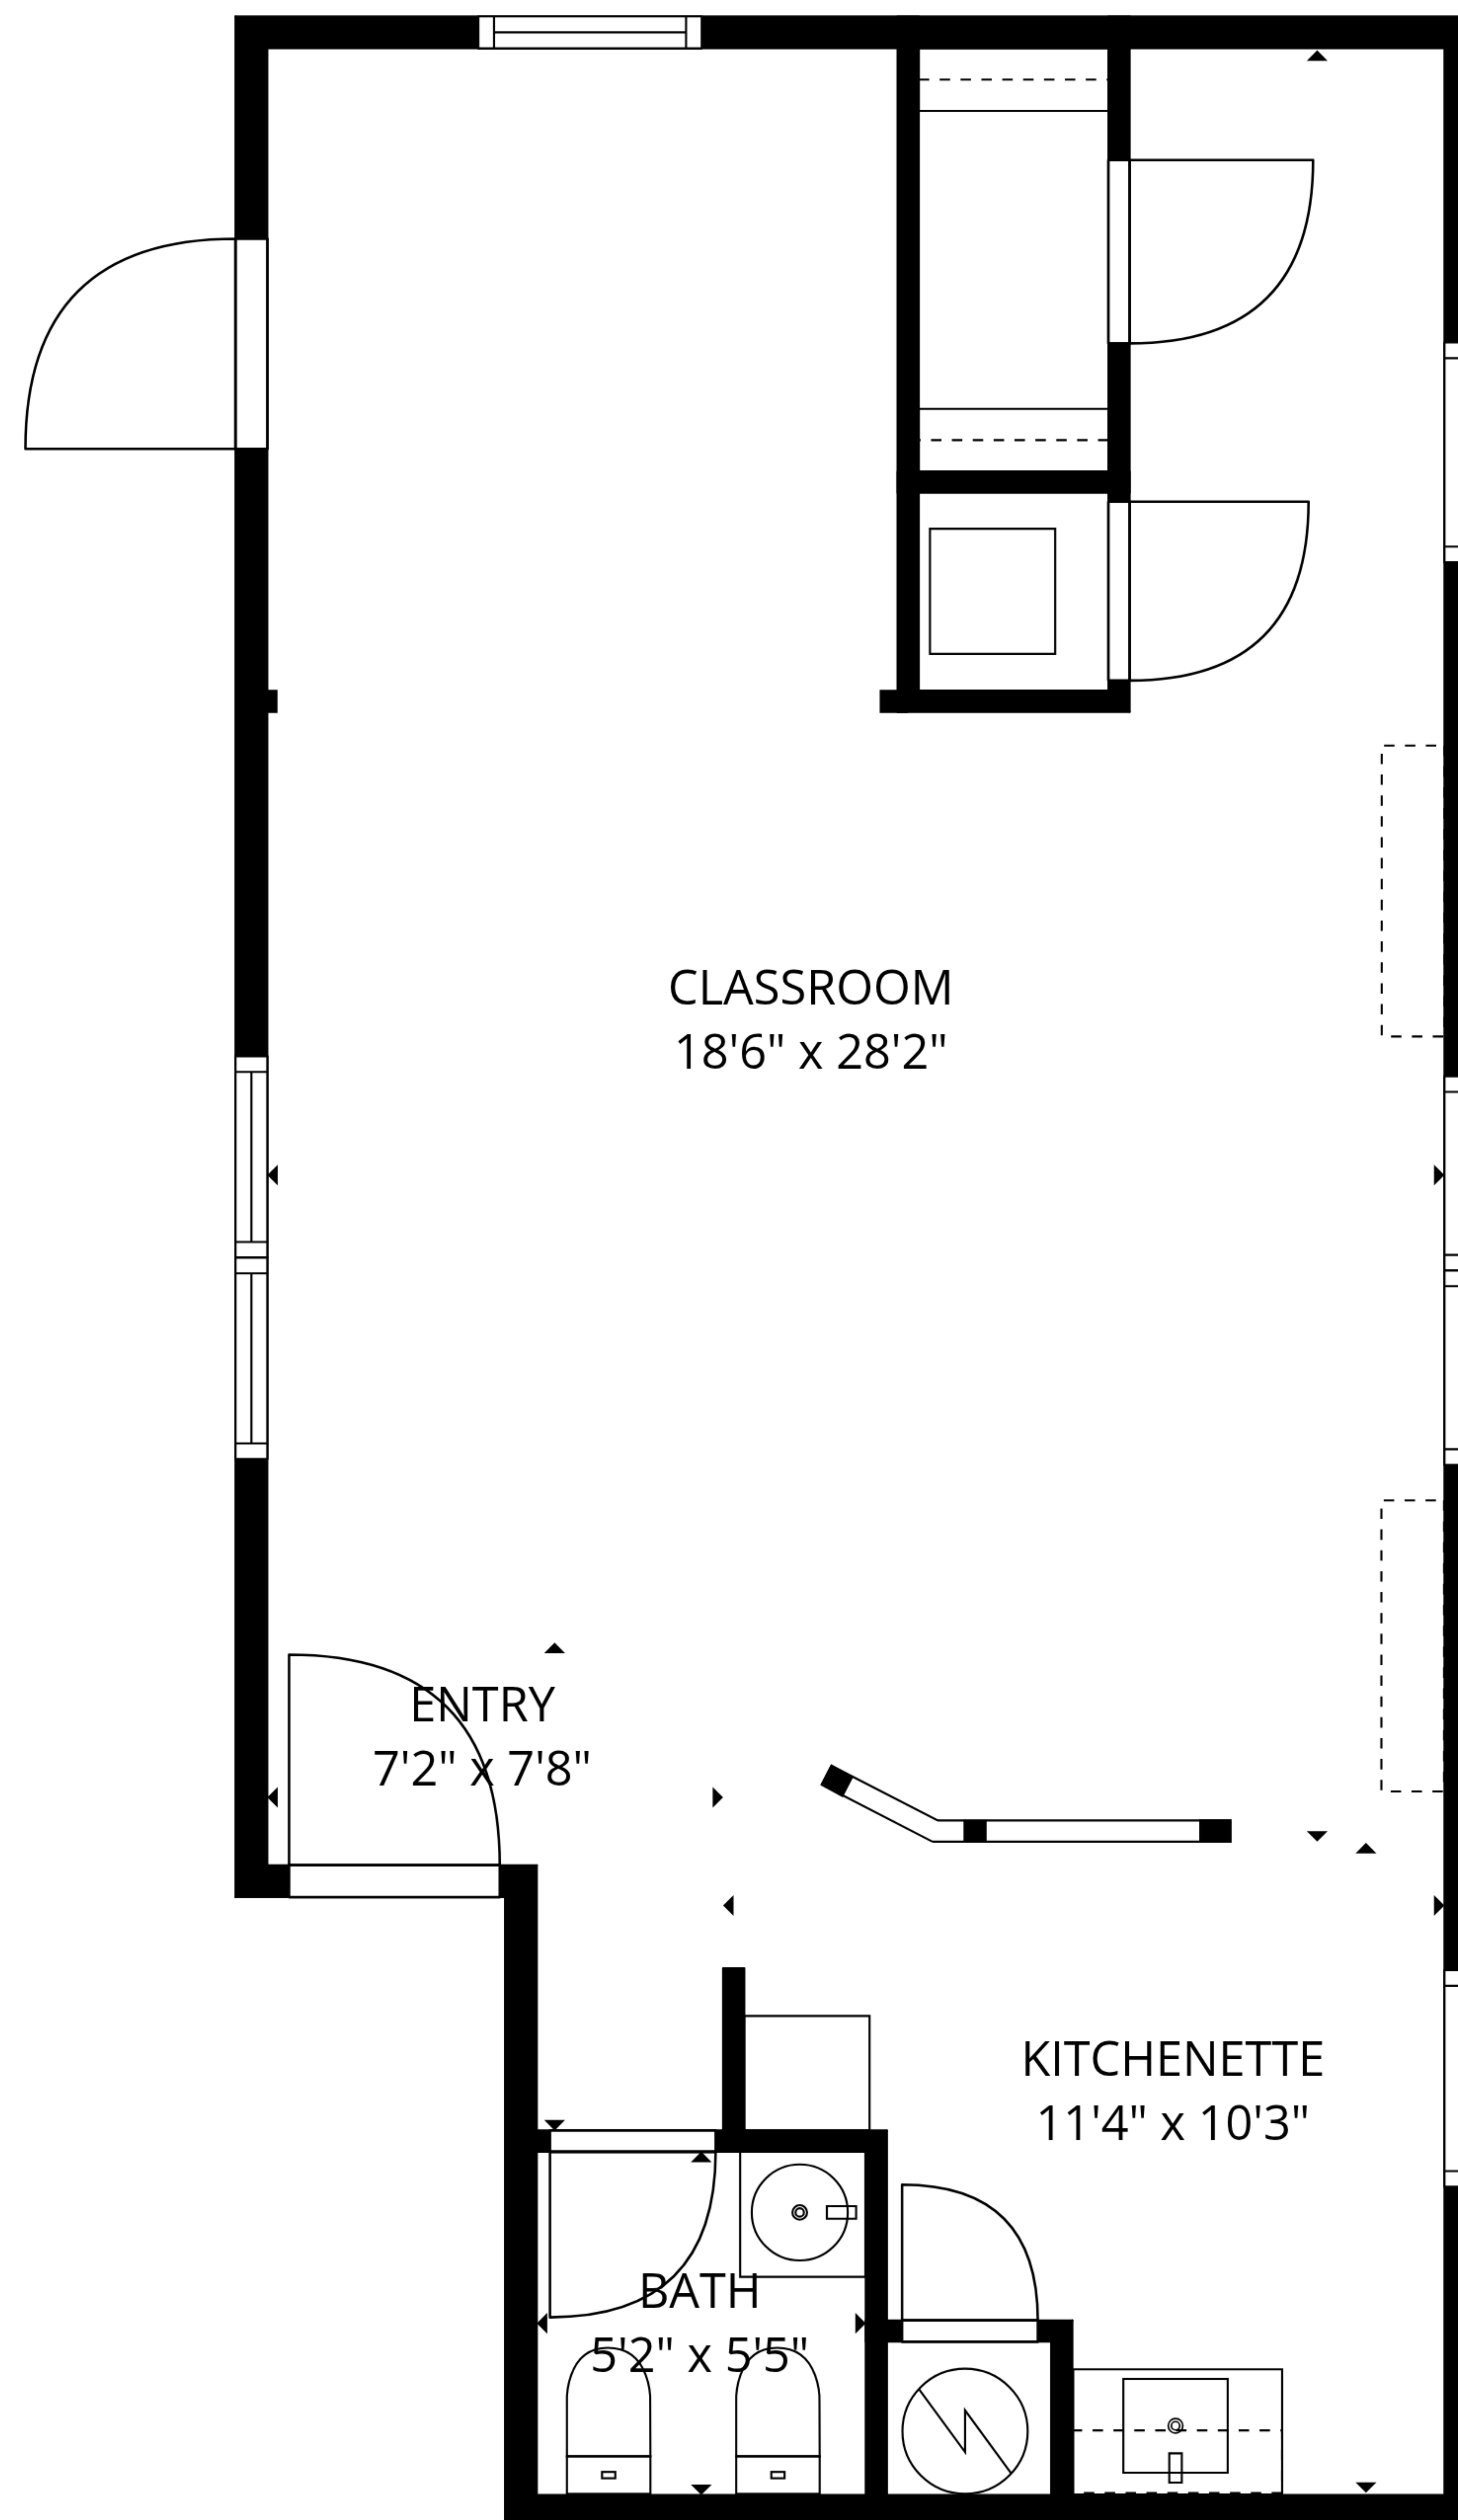 CLASSROOM
18'6" x 28'2"
ENTRY
7'2" x 7'8"
KITCHENETTE
11'4" x 10'3"
BATH
5'2" x 5'5"